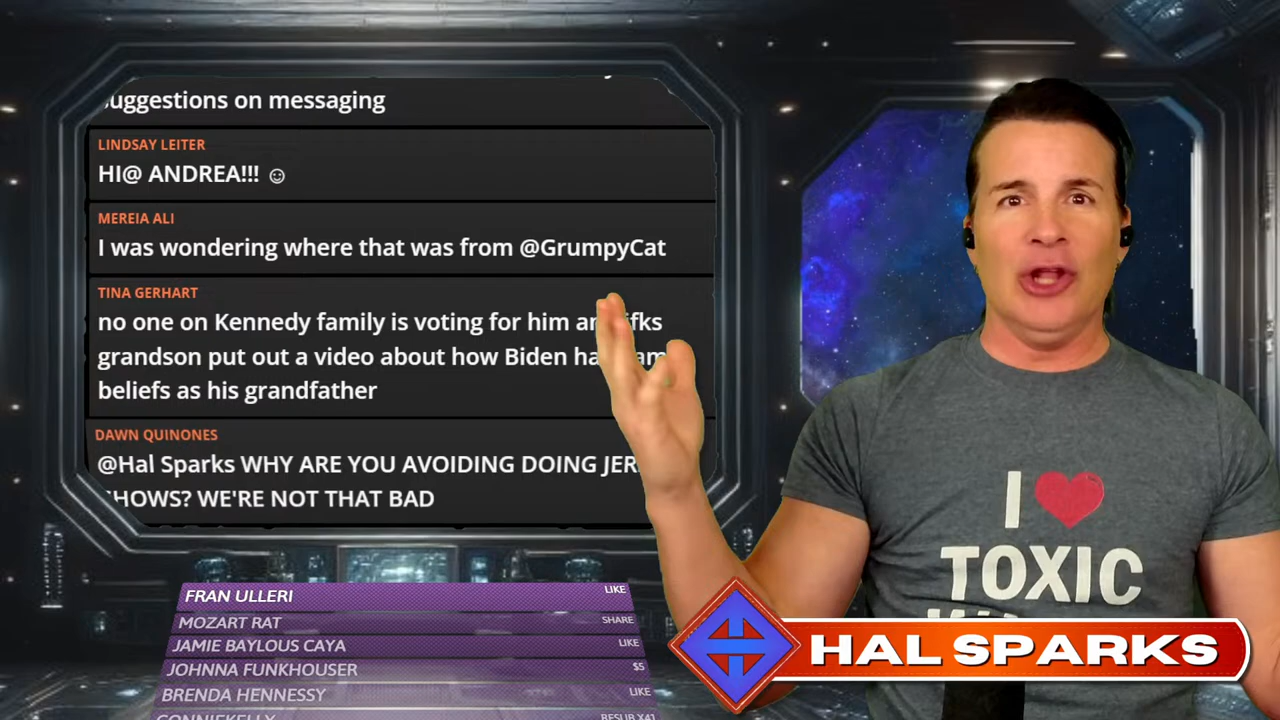 suggestions on messaging
LINDSAY LEITER
HI@ ANDREA!!! ☺
MEREIA ALI
I was wondering where that was from @GrumpyCat
TINA GERHART
no one on Kennedy family is voting for him
grandson put out a video about how Biden
beliefs as his grandfather
DAWN QUINONES
@Hal Sparks WHY ARE YOU AVOIDING DOING
SHOWS? WE'RE NOT THAT BAD
FRAN ULLERI LIKE
MOZART RAT SHARE
JAMIE BAYLOUS CAYA LIKE
JOHNNA FUNKHOUSER $5
BRENDA HENNESSY LIKE
CONNIEKELLY RESUB X41
I ❤ 
TOXIC
HAL SPARKS